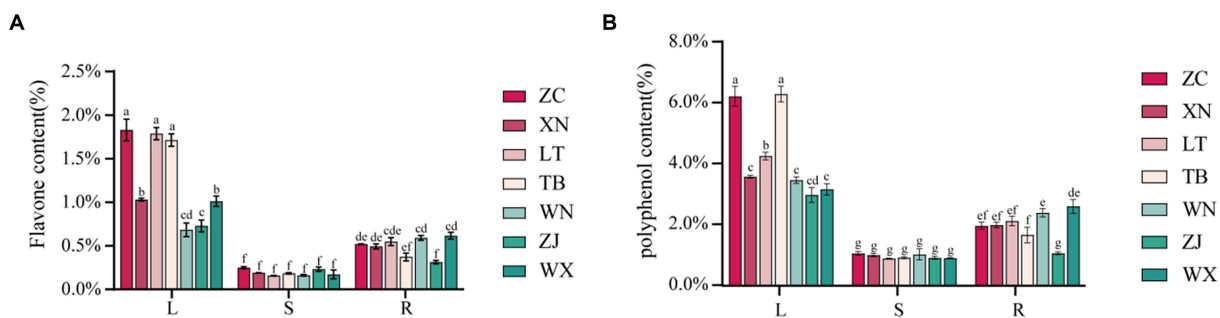 A
Flavone content(%)
2.5%
2.0%
1.5%
1.0%
0.5%
0.0%
a
b
a
a
cd
c
b
f
f
f
f
f
f
f
de
de
cde
ef
cd
f
cd
L
S
R
ZC
XN
LT
TB
WN
ZJ
WX
B
polyphenol content(%)
8.0%
6.0%
4.0%
2.0%
0.0%
a
c
b
a
c
cd
c
g
g
g
g
g
g
g
ef
ef
ef
f
e
g
de
L
S
R
ZC
XN
LT
TB
WN
ZJ
WX